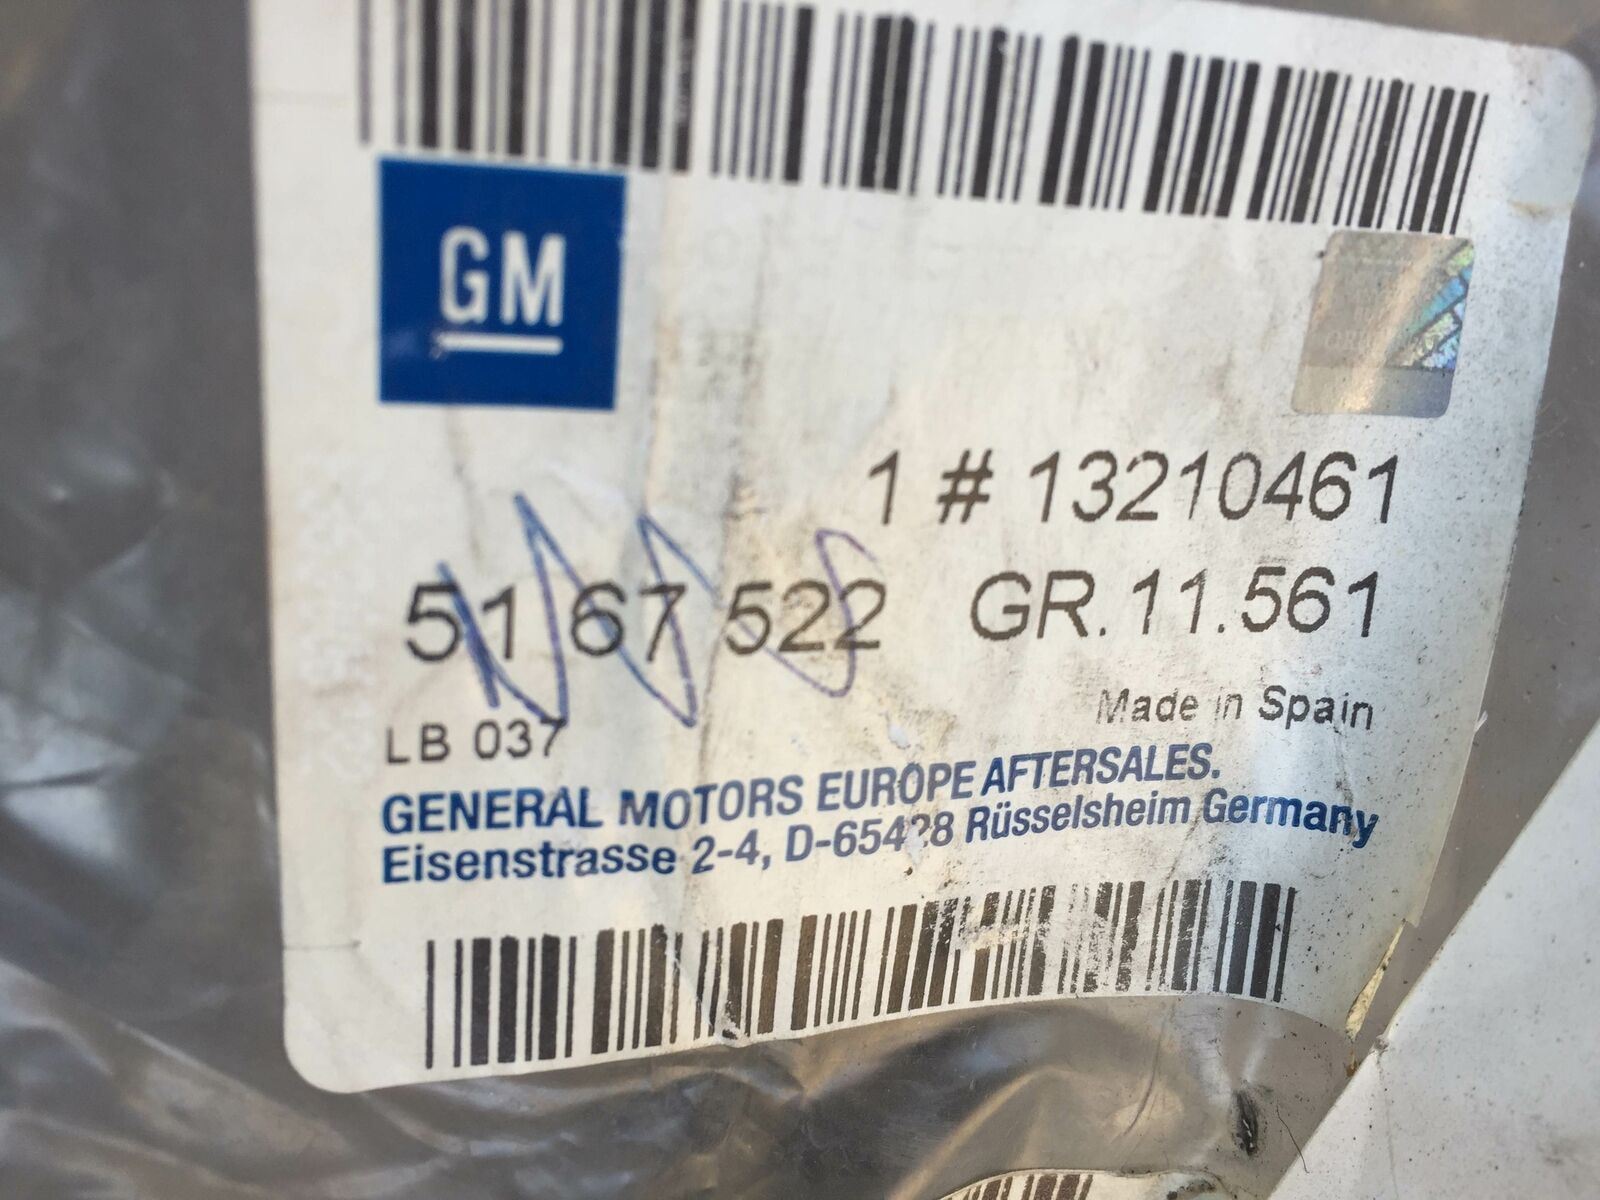 GM
1 # 13210461
51 67 522 GR. 11.561
Made in Spain
LB 037
GENERAL MOTORS EUROPE AFTERSALES.
Eisenstrasse 2-4, Rüsselsheim Germany